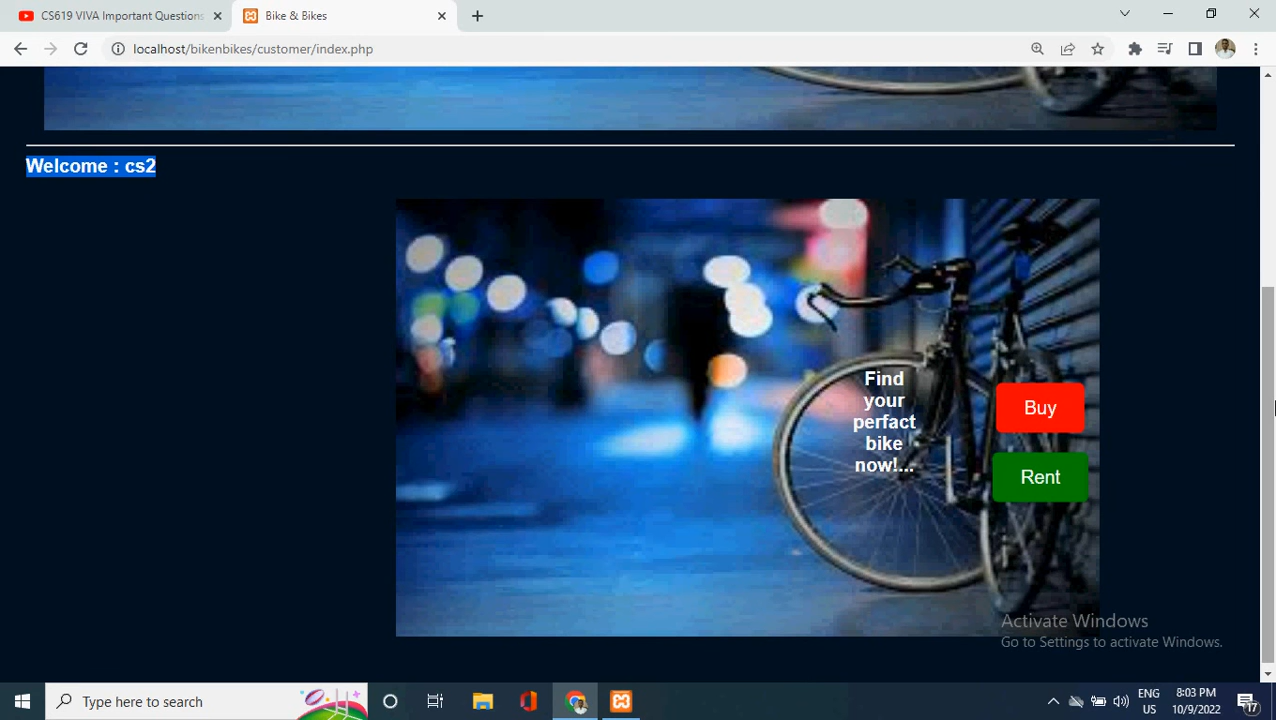 CS619 VIVA Important Questions
Bike & Bikes
localhost/bikenbikes/customer/index.php
Welcome : cs2
Find
your
perfact
bike
now!...
Buy
Rent
Activate Windows
Go to Settings to activate Windows.
Type here to search
ENG
US
8:03 PM
10/9/2022
17